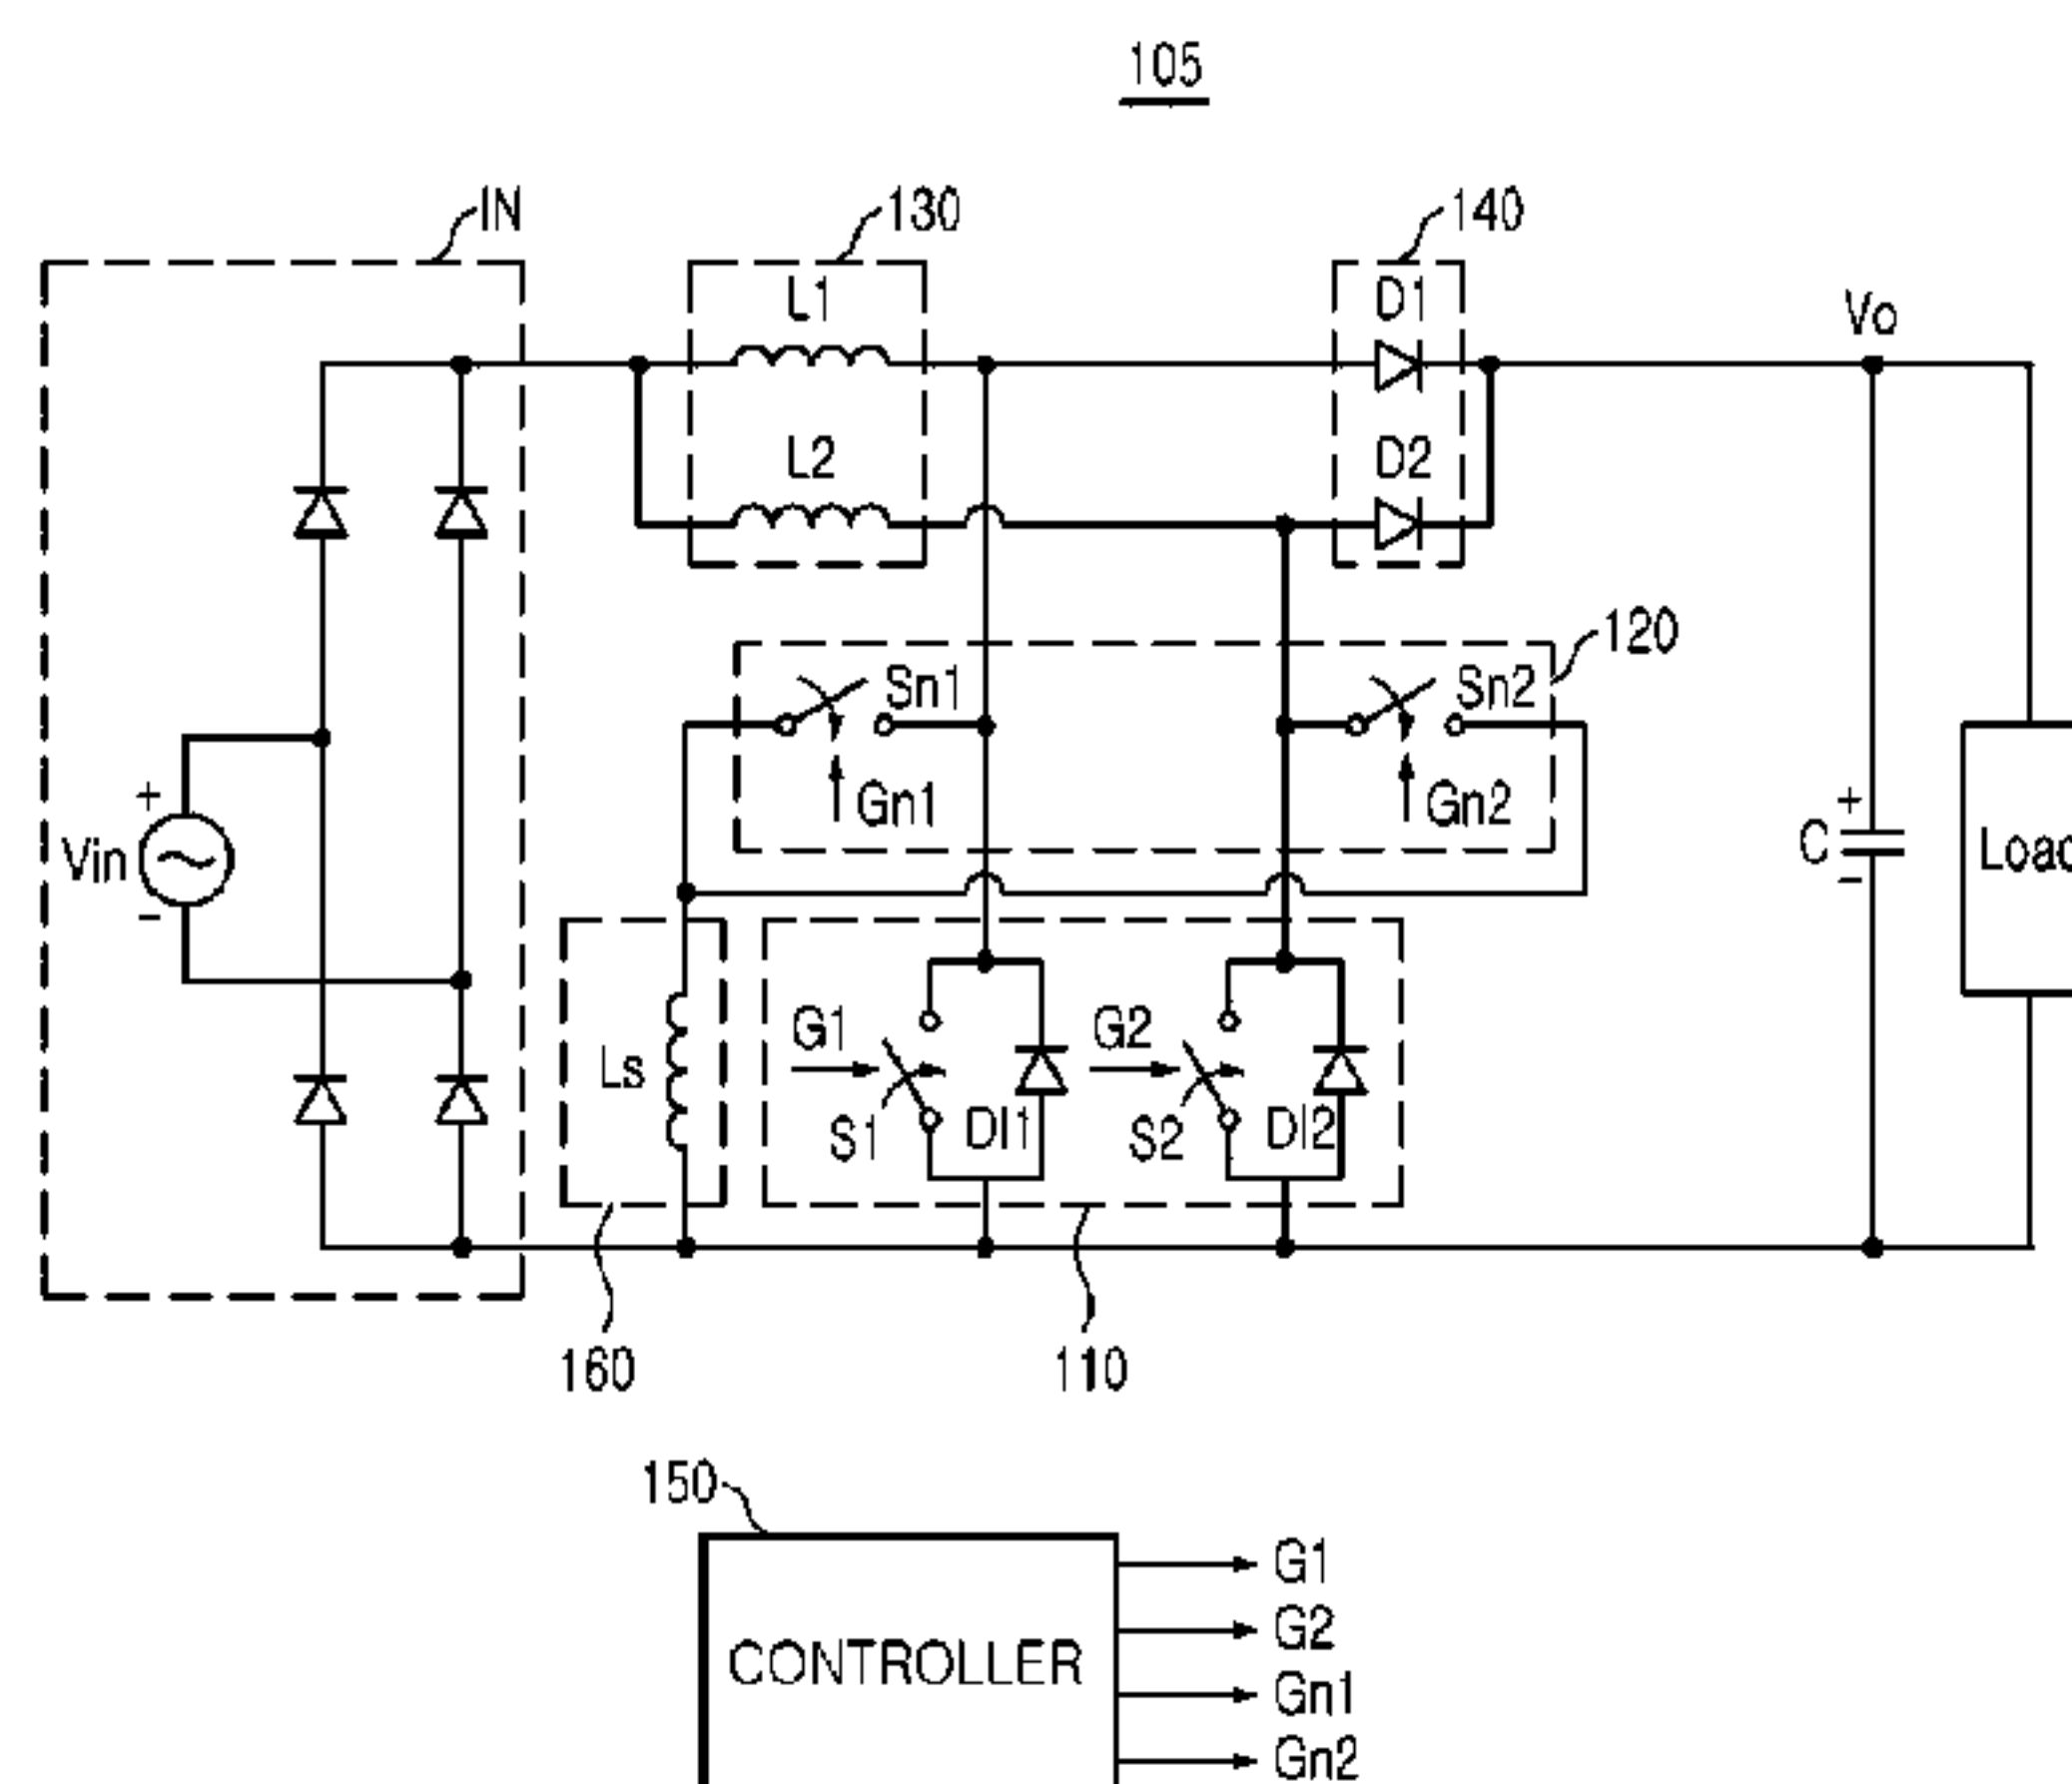 105
IN
130
140
L1
D1
Vo
L2
D2
120
Sn1
Sn2
+
Gn1
Gn2
+
Vin
C
−
−
G1
G2
Ls
S1
DI1
S2
DI2
160
110
150
G1
G2
CONTROLLER
Gn1
Gn2